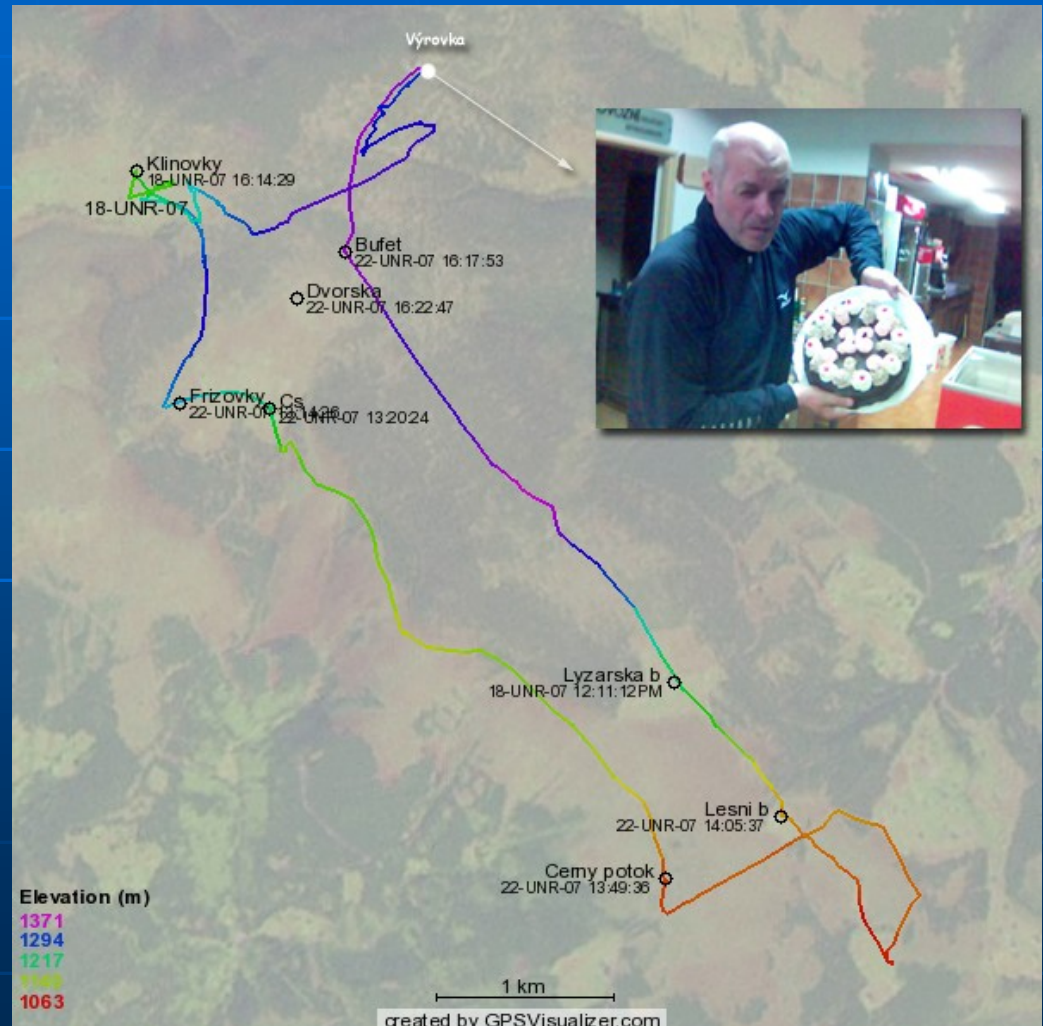 Výrovka
Klinovky
18-UNR-07 16:14:29
18-UNR-07
Bufet
22-UNR-07 16:17:53
Dvorska
22-UNR-07 16:22:47
Frizovky
Cs
22-UNR-07 13:20:24
Lyzarska b
18-UNR-07 12:11:12PM
Lesni b
22-UNR-07 14:05:37
Cerny potok
22-UNR-07 13:49:36
Elevation (m)
1371
1294
1217
1063
1 km
created by GPSVisualizer.com